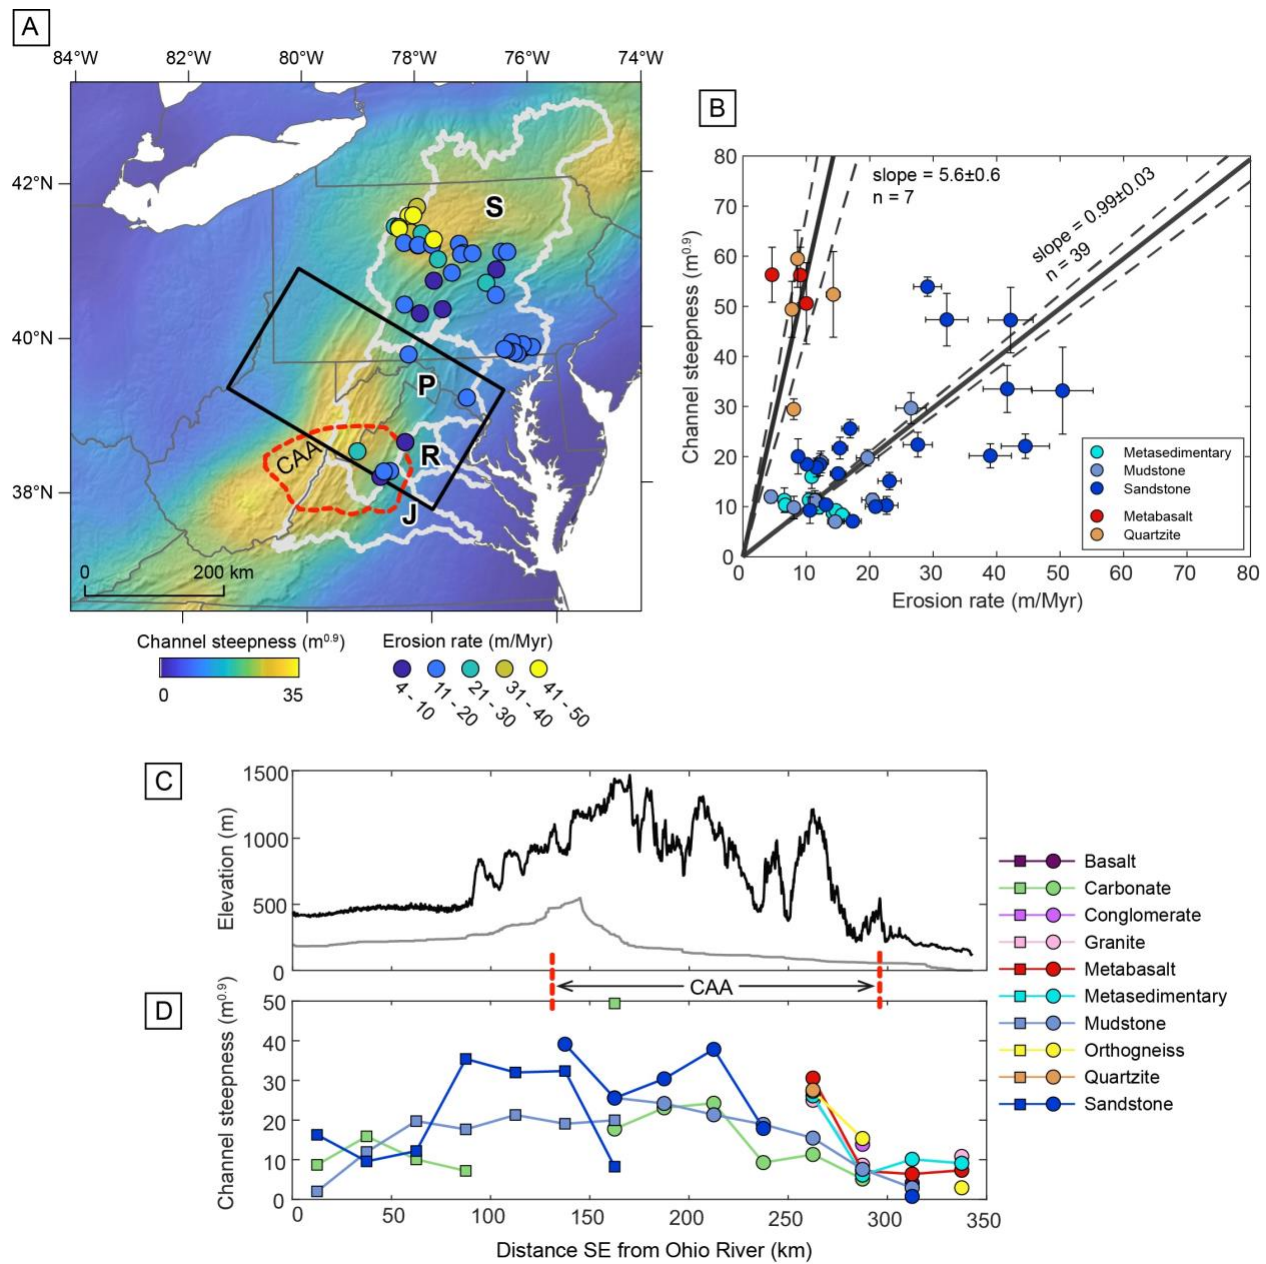 A
84°W 82°W 80°W 78°W 76°W 74°W
42°N
40°N
38°N
S
P
R
J
CAA
0 200 km
Channel steepness (m0.9)
0 35
Erosion rate (m/Myr)
4 - 10
11 - 20
21 - 30
31 - 40
41 - 50
B
Channel steepness (m0.9)
80
70
60
50
40
30
20
10
0
slope = 5.6±0.6
n = 7
slope = 0.99±0.03
n = 39
Metasedimentary
Mudstone
Sandstone
Metabasalt
Quartzite
0 10 20 30 40 50 60 70 80
Erosion rate (m/Myr)
C
Elevation (m)
1500
1000
500
0
CAA
D
Channel steepness (m0.9)
50
40
30
20
10
0
0 50 100 150 200 250 300 350
Distance SE from Ohio River (km)
Basalt
Carbonate
Conglomerate
Granite
Metabasalt
Metasedimentary
Mudstone
Orthogneiss
Quartzite
Sandstone